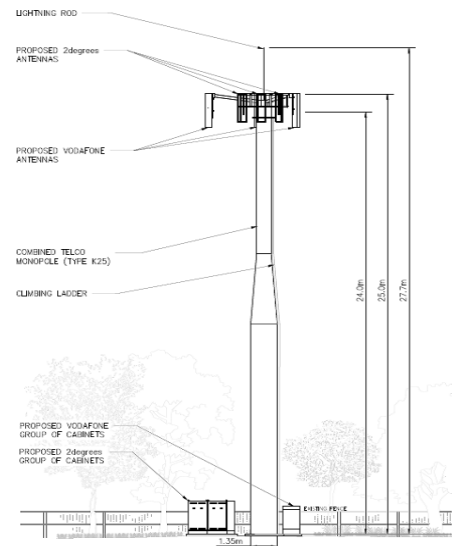 LIGHTNING ROD
PROPOSED 2degrees
ANTENNAS
PROPOSED VODAFONE
ANTENNAS
COMBINED TELCO
MONOPOLE (TYPE K25)
CLIMBING LADDER
24.0m
25.0m
27.7m
PROPOSED VODAFONE
GROUP OF CABINETS
PROPOSED 2degrees
GROUP OF CABINETS
EXISTING FENCE
1.35m